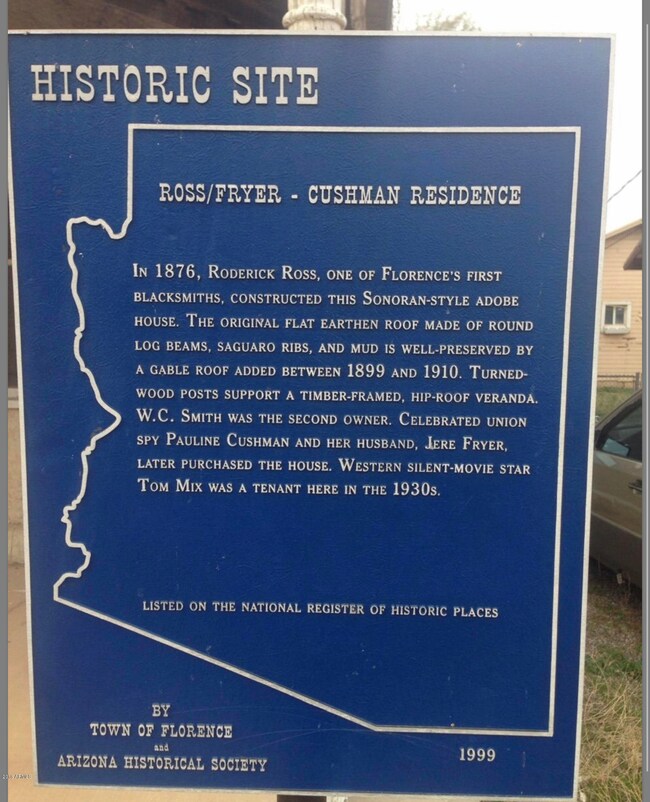 HISTORIC SITE
ROSS/FRYER - CUSHMAN RESIDENCE
IN 1876, RODERICK ROSS, ONE OF FLORENCE'S FIRST
BLACKSMITHS, CONSTRUCTED THIS SONORAN-STYLE ADOBE
HOUSE. THE ORIGINAL FLAT EARTHEN ROOF MADE OF ROUND
LOG BEAMS, SAGUARO RIBS, AND MUD IS WELL-PRESERVED BY
A GABLE ROOF ADDED BETWEEN 1899 AND 1910. TURNED-
WOOD POSTS SUPPORT A TIMBER-FRAMED, HIP-ROOF VERANDA.
W.C. SMITH WAS THE SECOND OWNER. CELEBRATED UNION
SPY PAULINE CUSHMAN AND HER HUSBAND, JERE FRYER,
LATER PURCHASED THE HOUSE. WESTERN SILENT-MOVIE STAR
TOM MIX WAS A TENANT HERE IN THE 1930S.
LISTED ON THE NATIONAL REGISTER OF HISTORIC PLACES
BY
TOWN OF FLORENCE
and
ARIZONA HISTORICAL SOCIETY
1999